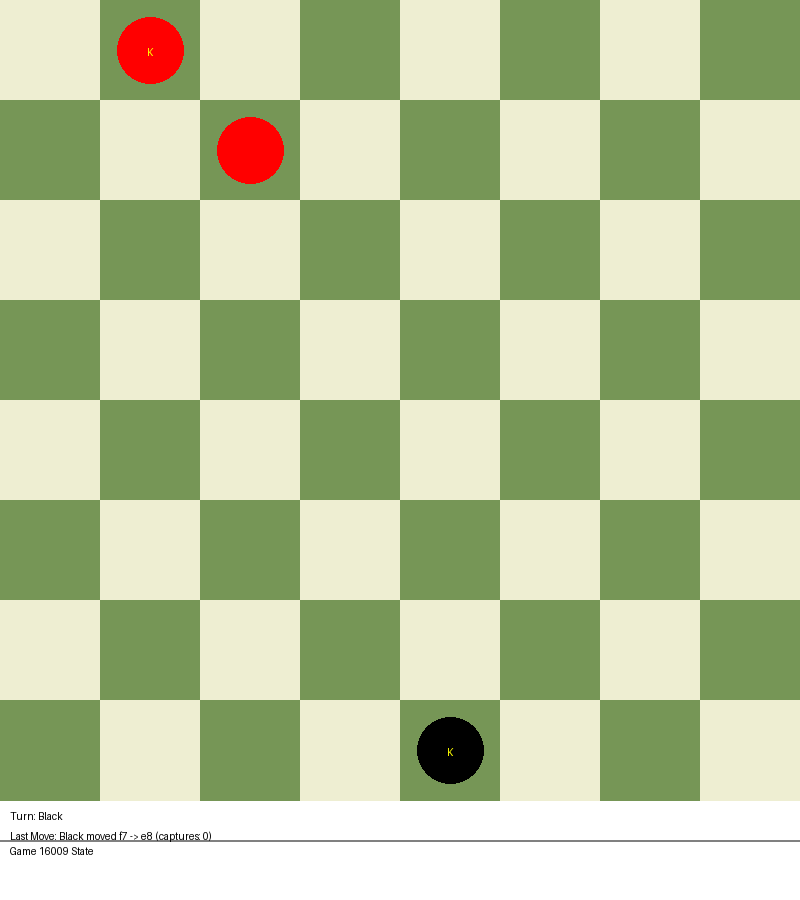 K
K
Turn: Black
Last Move: Black moved f7 -> e8 (captures: 0)
Game 16009 State